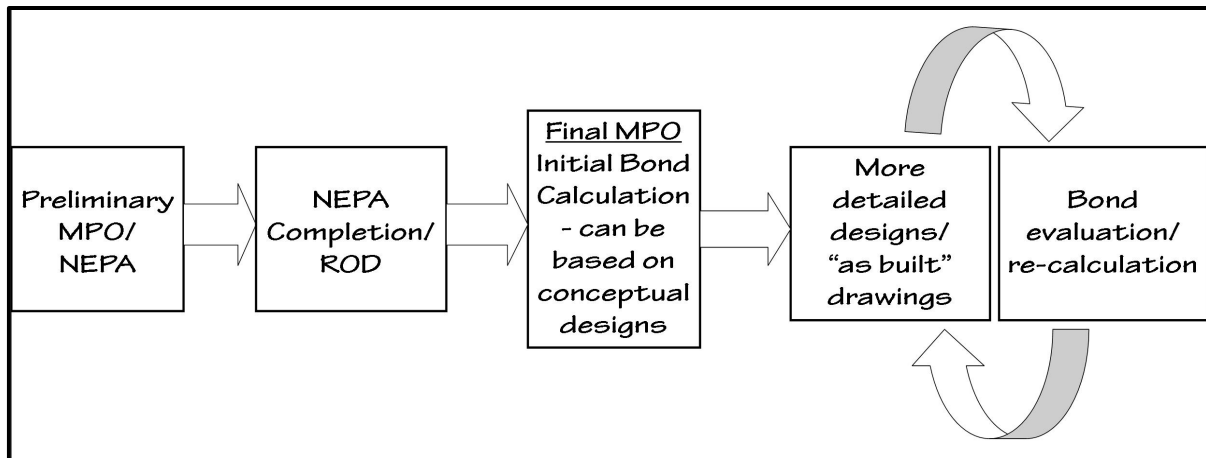 Preliminary
MPO/
NEPA
NEPA
Completion/
ROD
Final MPO
Initial Bond
Calculation
- can be
based on
conceptual
designs
More
detailed
designs/
“as built”
drawings
Bond
evaluation/
re-calculation